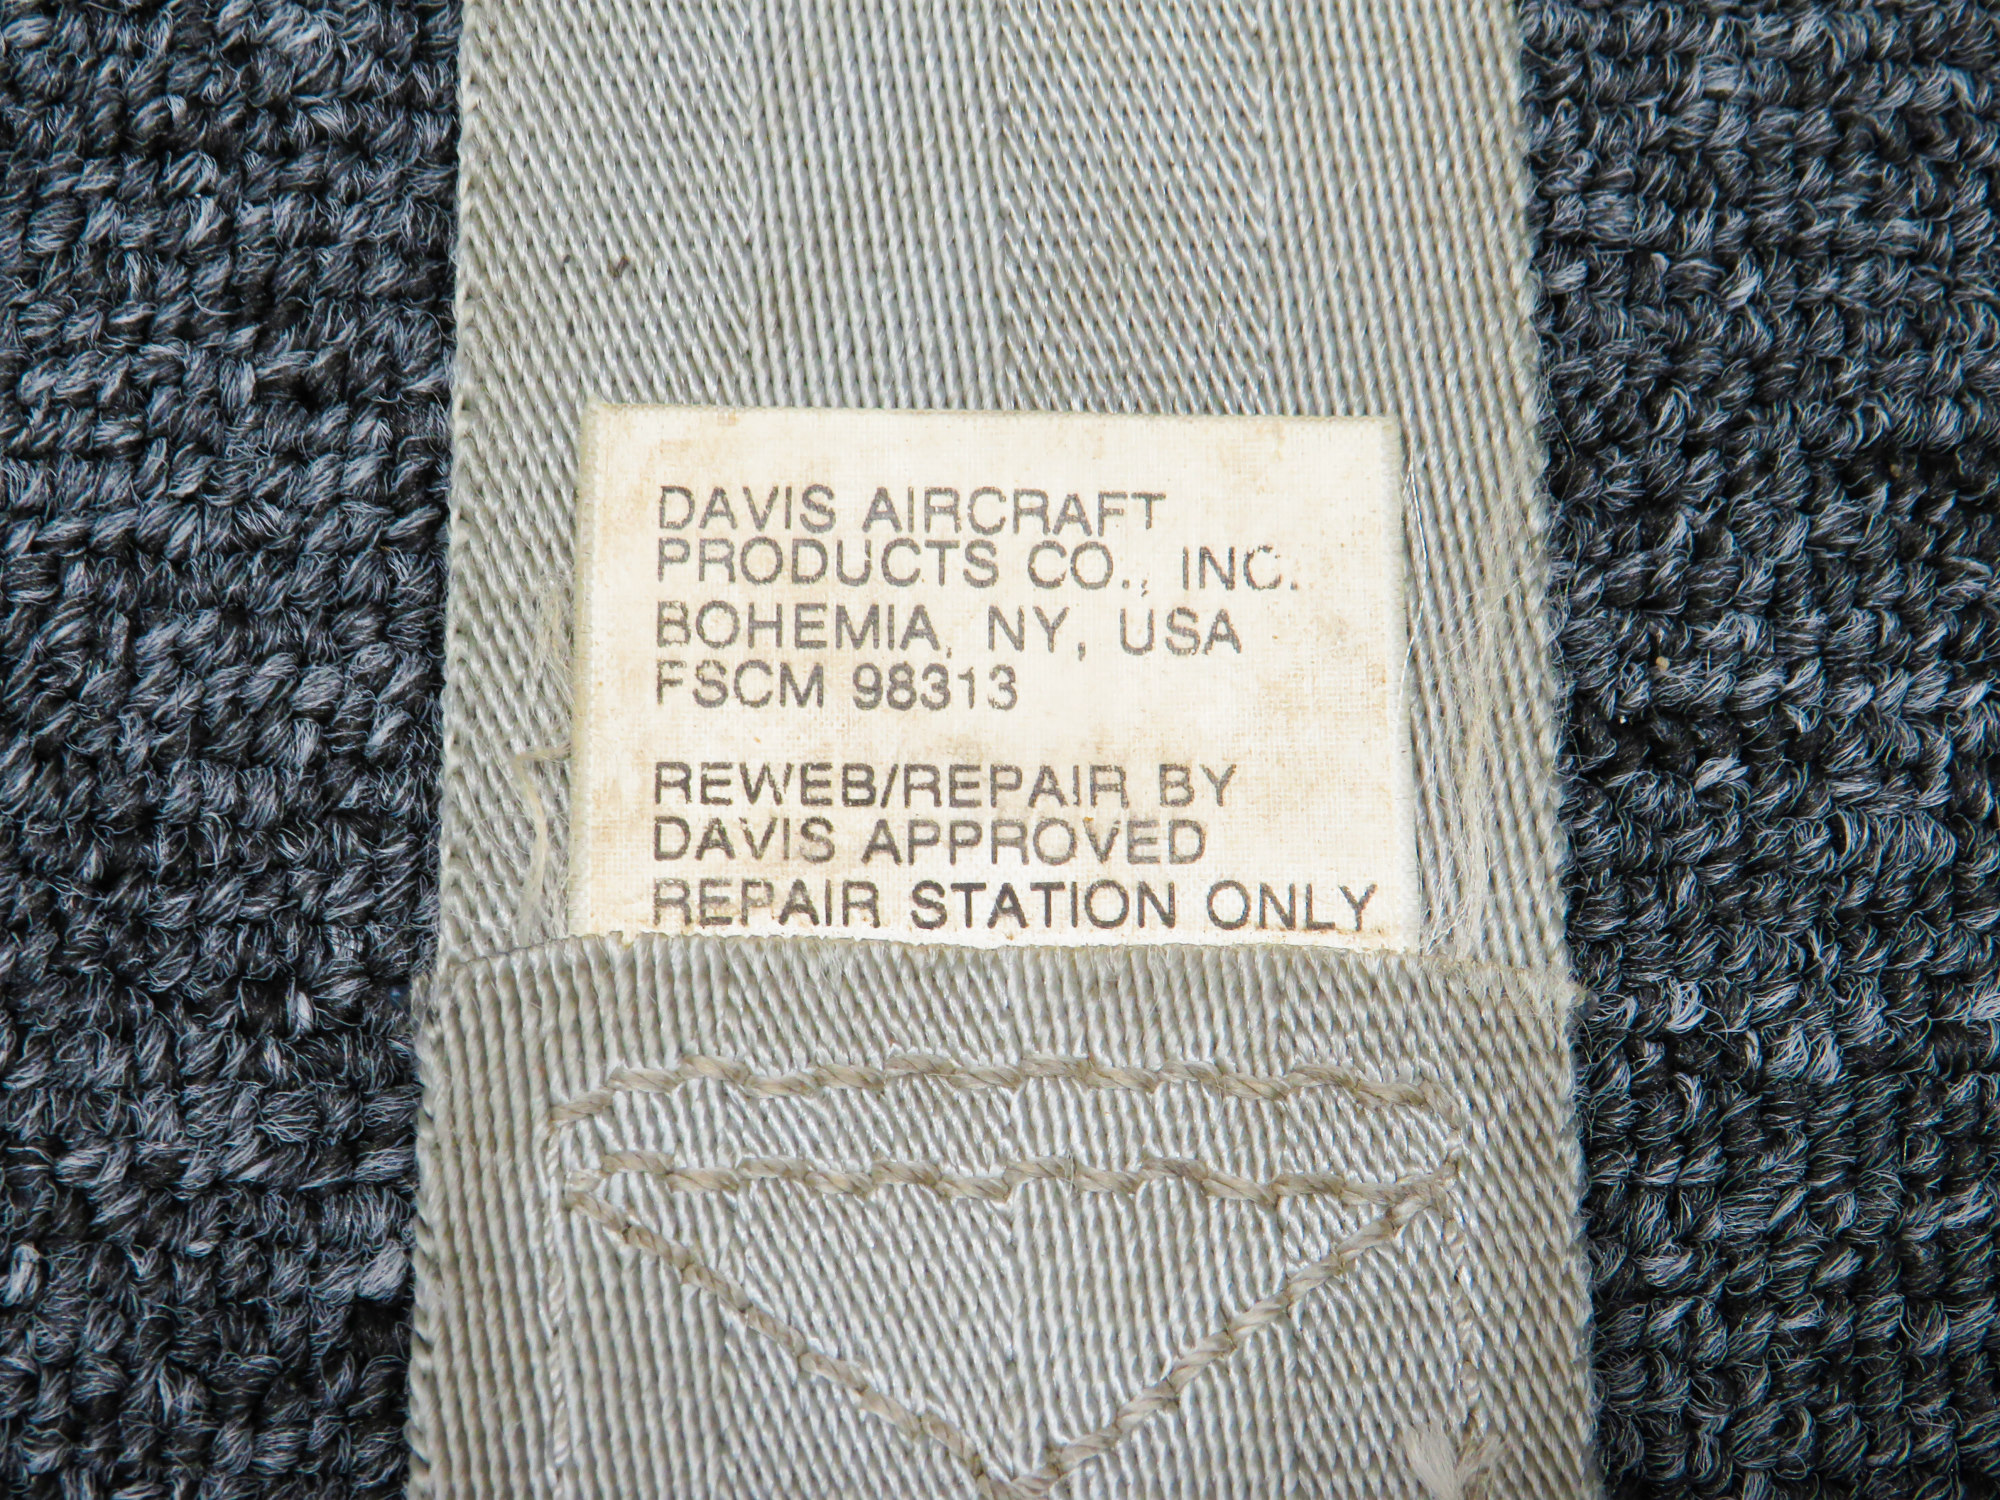 DAVIS AIRCRAFT
PRODUCTS CO., INC.
BOHEMIA, NY, USA
FSCM 98313
REWEB/REPAIR BY
DAVIS APPROVED
REPAIR STATION ONLY